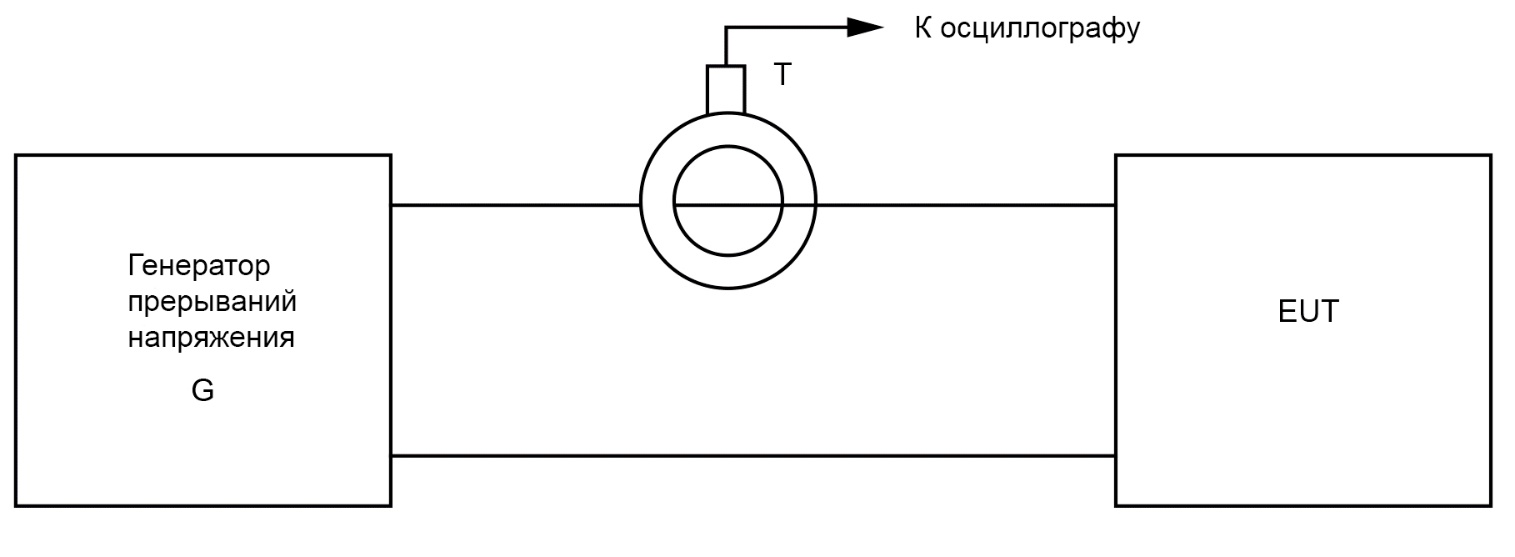 К осциллографу
T
Генератор
прерываний
напряжения
G
EUT